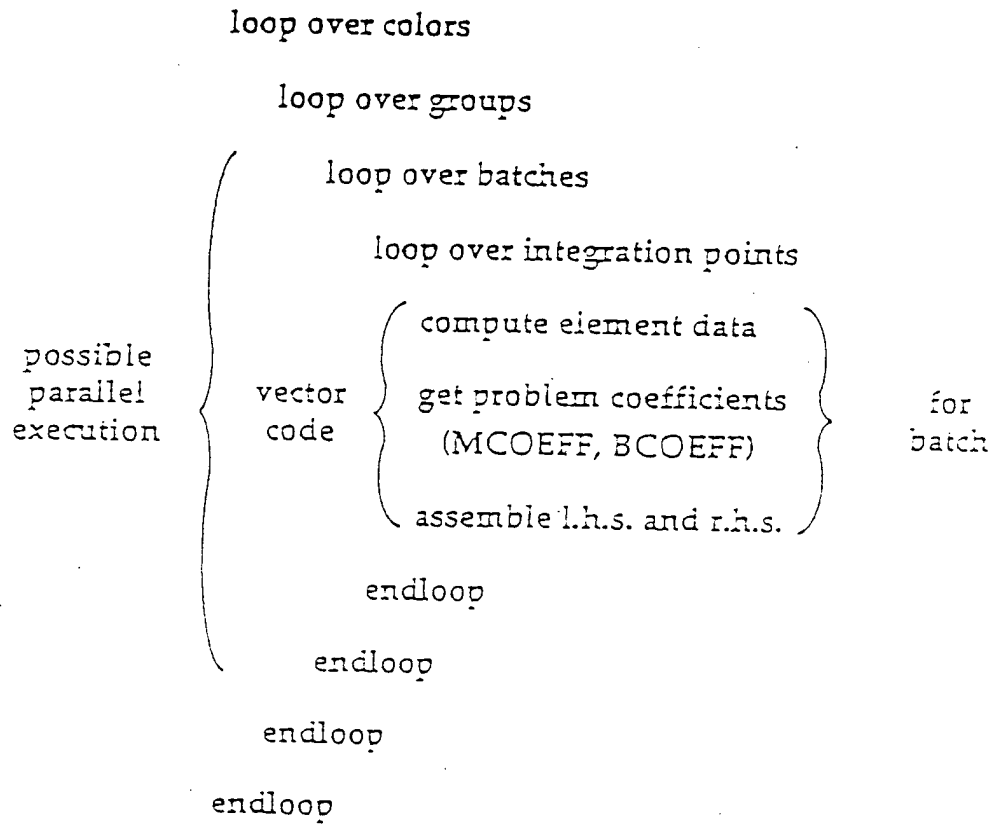 loop over colors
loop over groups
loop over batches
loop over integration points
compute element data
possible
parallel
execution
vector
code
get problem coefficients
(MCOEFF, BCOEFF)
for
batch
assemble l.h.s. and r.h.s.
endloop
endloop
endloop
endloop